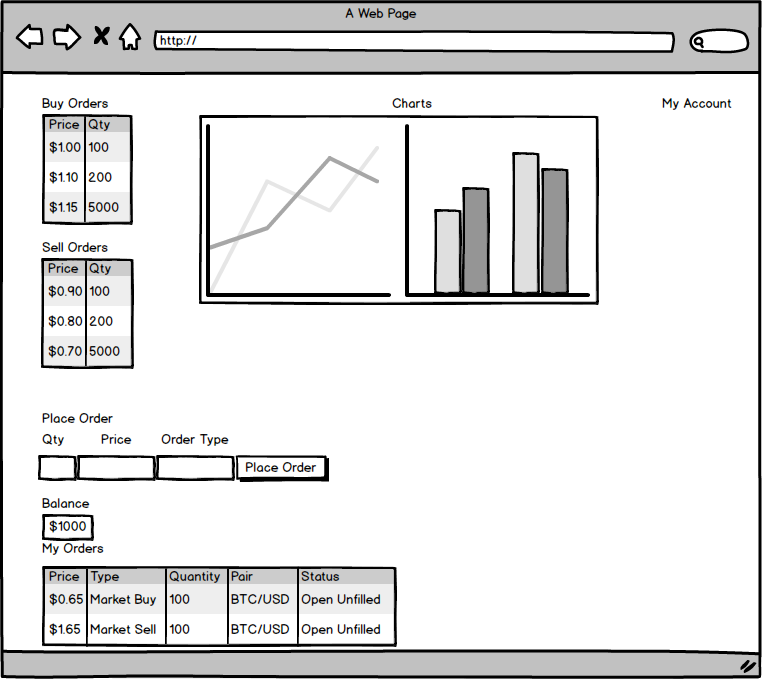 A Web Page
http://
Buy Orders
Charts
My Account
Price Qty
$1.00 100
$1.10 200
$1.15 5000
Sell Orders
Price Qty
$0.90 100
$0.80 200
$0.70 5000
Place Order
Qty Price Order Type
Place Order
Balance
$1000
My Orders
Price Type Quantity Pair Status
$0.65 Market Buy 100 BTC/USD Open Unfilled
$1.65 Market Sell 100 BTC/USD Open Unfilled